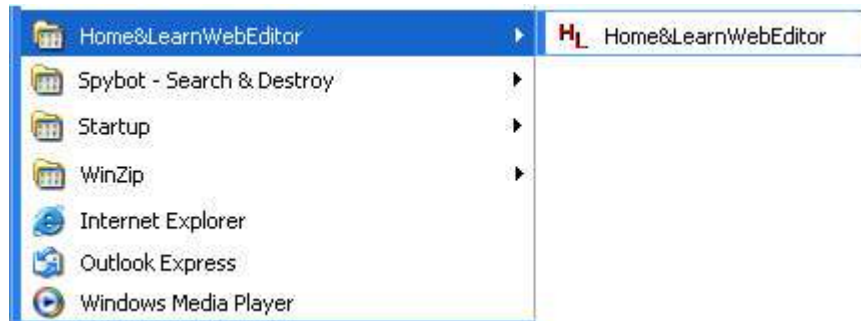 Home&LearnWebEditor
HL Home&LearnWebEditor
Spybot - Search & Destroy
Startup
WinZip
Internet Explorer
Outlook Express
Windows Media Player